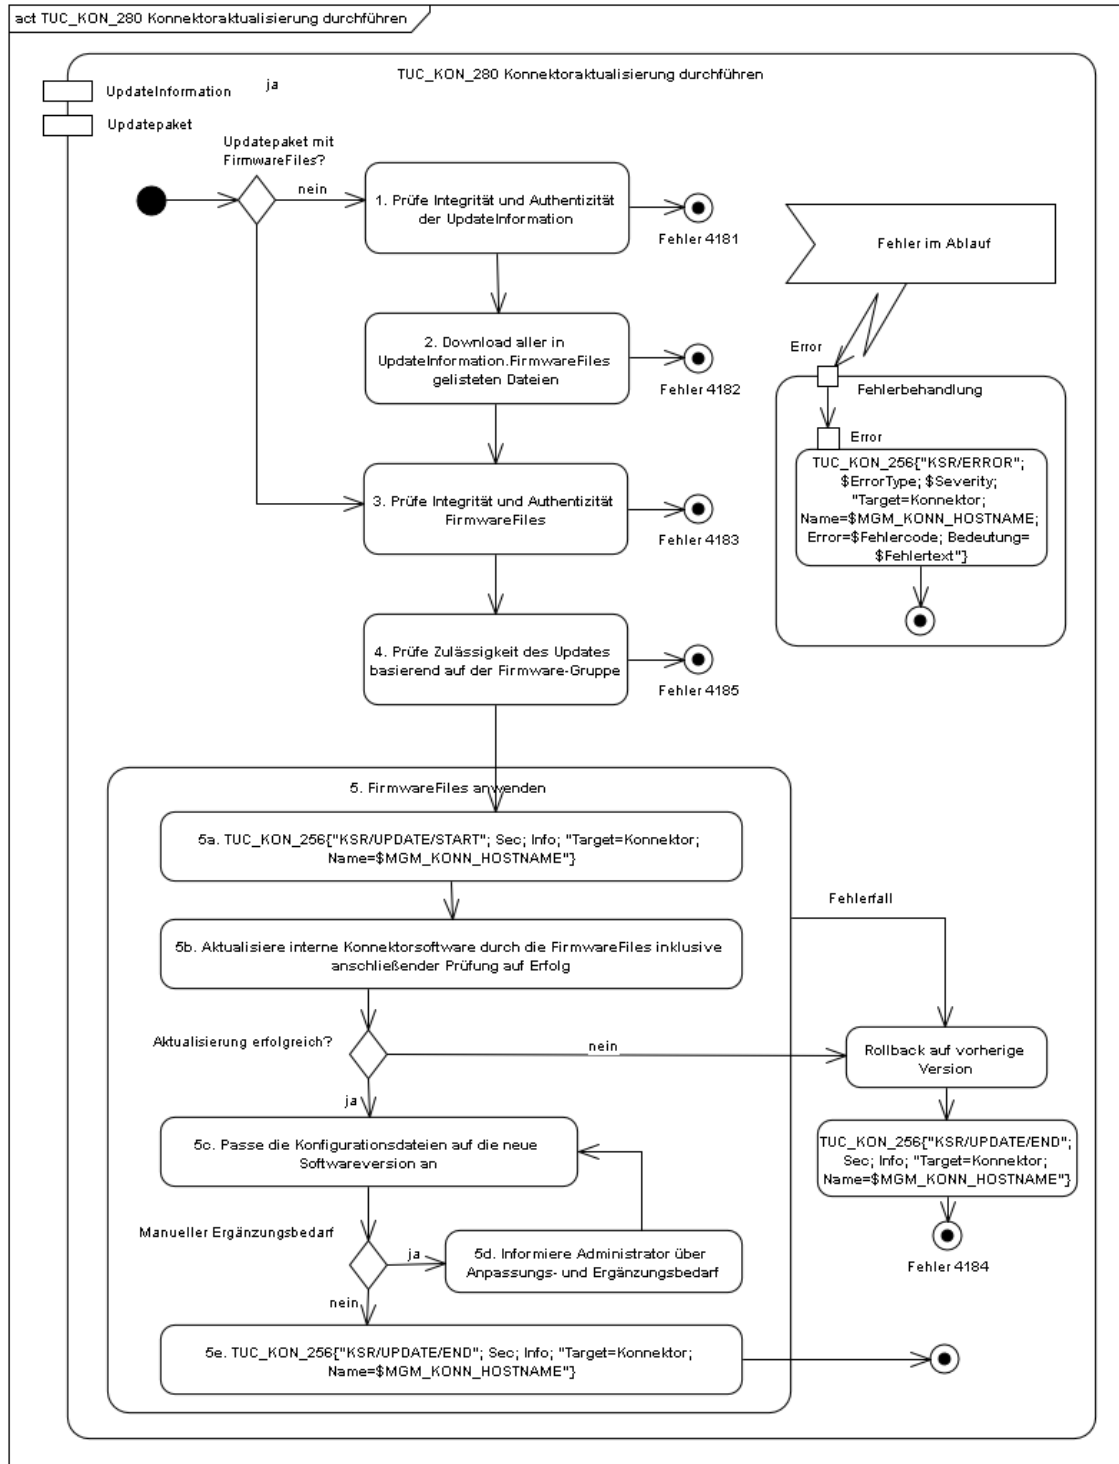 act TUC_KON_280 Konnektoraktualisierung durchführen
TUC_KON_280 Konnektoraktualisierung durchführen
UpdateInformation
ja
Updatepaket
Updatepaket mit
FirmwareFiles?
nein
1. Prüfe Integrität und Authentizität
der UpdateInformation
Fehler 4181
Fehler im Ablauf
2. Download aller in
UpdateInformation.FirmwareFiles
gelisteten Dateien
Fehler 4182
Error
Fehlerbehandlung
Error
TUC_KON_256{"KSR/ERROR";
$ErrorType; $Severity;
"Target=Konnektor;
Name=$MGM_KONN_HOSTNAME;
Error=$Fehlercode; Bedeutung=
$Fehlertext"}
3. Prüfe Integrität und Authentizität
FirmwareFiles
Fehler 4183
4. Prüfe Zulässigkeit des Updates
basierend auf der Firmware-Gruppe
Fehler 4185
5. FirmwareFiles anwenden
5a. TUC_KON_256{"KSR/UPDATE/START"; Sec; Info; "Target=Konnektor;
Name=$MGM_KONN_HOSTNAME"}
Fehlerfall
5b. Aktualisiere interne Konnektorsoftware durch die FirmwareFiles inklusive
anschließender Prüfung auf Erfolg
Aktualisierung erfolgreich?
nein
Rollback auf vorherige
Version
ja
5c. Passe die Konfigurationsdateien auf die neue
Softwareversion an
TUC_KON_256{"KSR/UPDATE/END";
Sec; Info; "Target=Konnektor;
Name=$MGM_KONN_HOSTNAME"}
Manueller Ergänzungsbedarf
ja
5d. Informiere Administrator über
Anpassungs- und Ergänzungsbedarf
Fehler 4184
nein
5e. TUC_KON_256{"KSR/UPDATE/END"; Sec; Info; "Target=Konnektor;
Name=$MGM_KONN_HOSTNAME"}